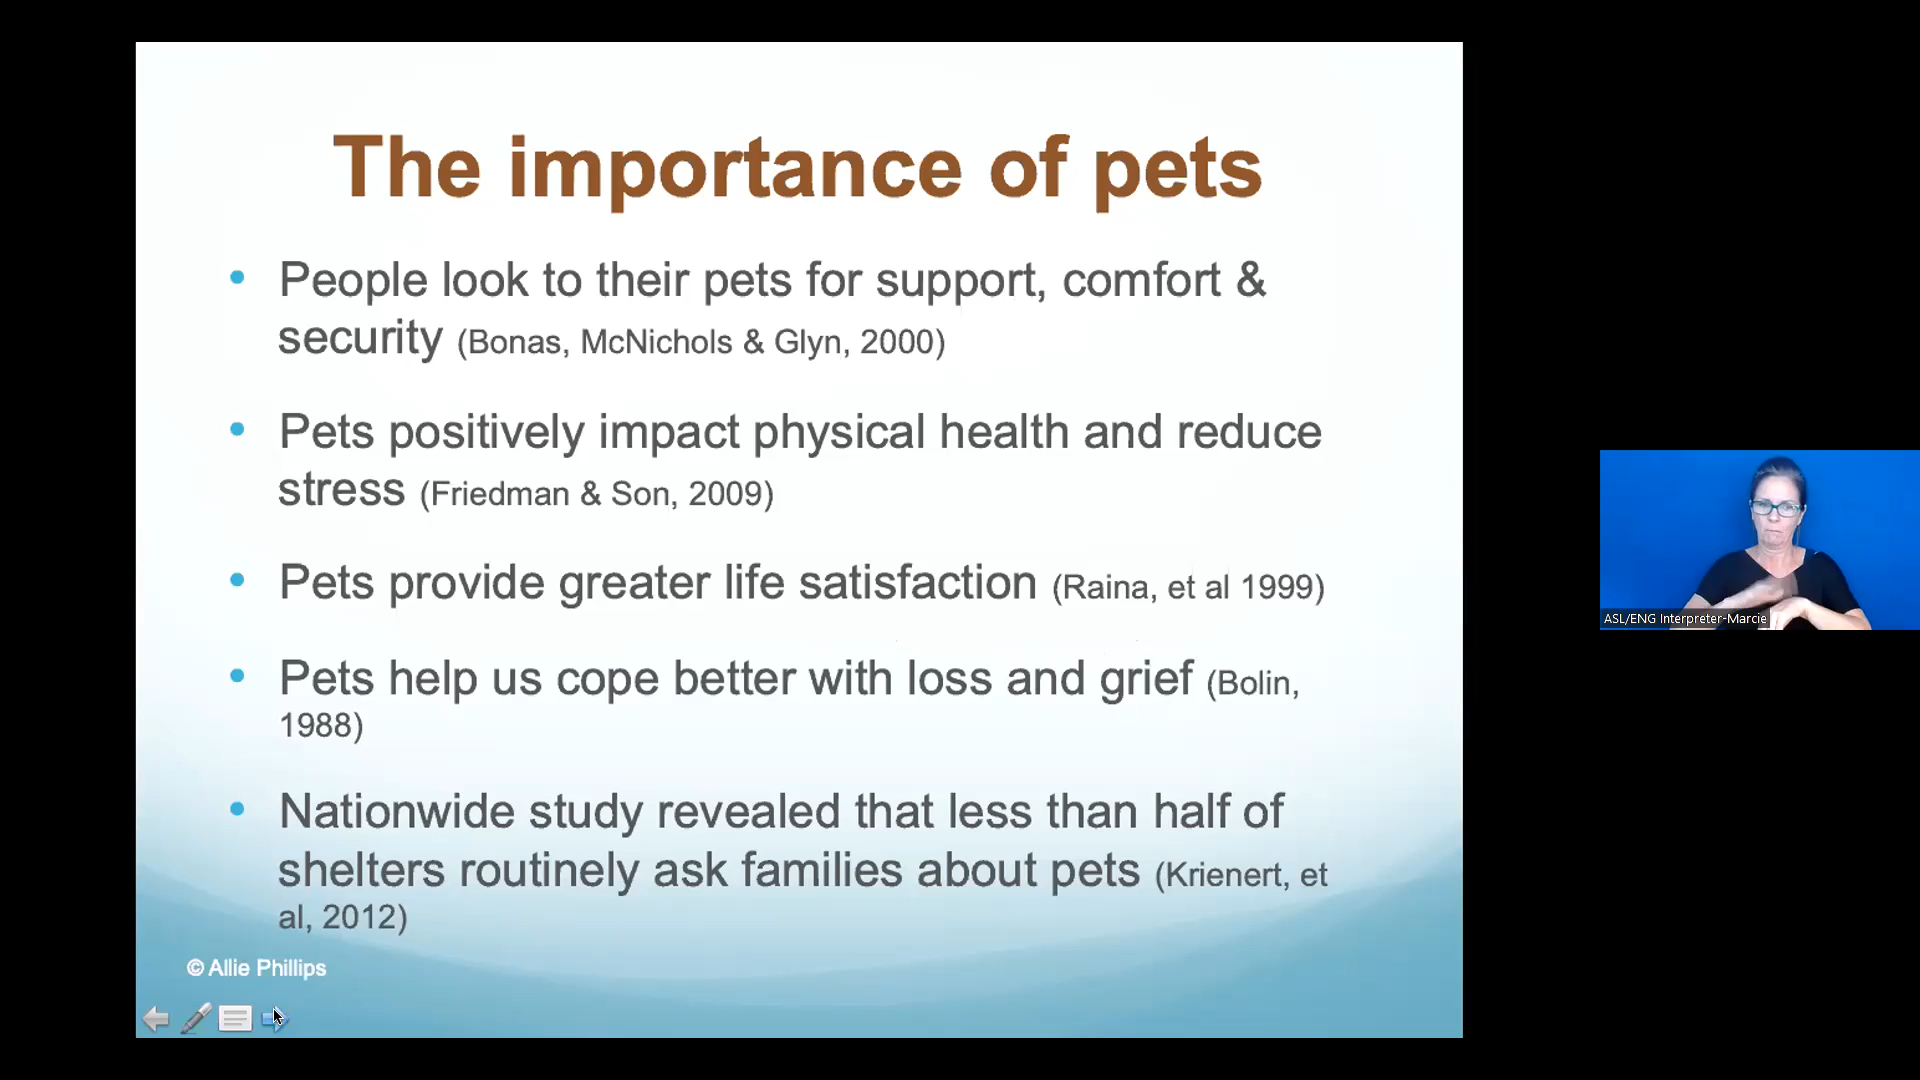 The importance of pets
• People look to their pets for support, comfort &
security (Bonas, McNichols & Glyn, 2000)
• Pets positively impact physical health and reduce
stress (Friedman & Son, 2009)
• Pets provide greater life satisfaction (Raina, et al 1999)
• Pets help us cope better with loss and grief (Bolin,
1988)
• Nationwide study revealed that less than half of
shelters routinely ask families about pets (Krienert, et
al, 2012)
© Allie Phillips
ASL/ENG Interpreter-Marcie